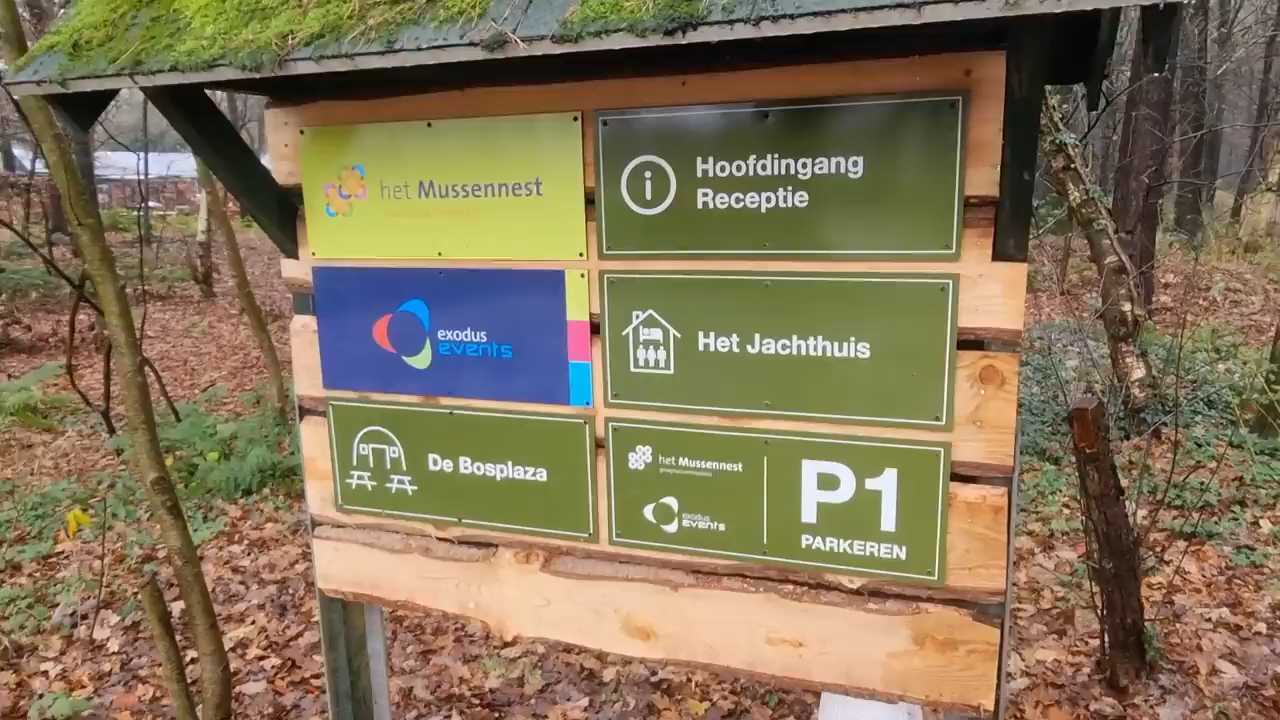 het Mussennest
Hoofdingang
Receptie
exodus
events
Het Jachthuis
De Bosplaza
het Mussennest
exodus
events
P1
PARKEREN